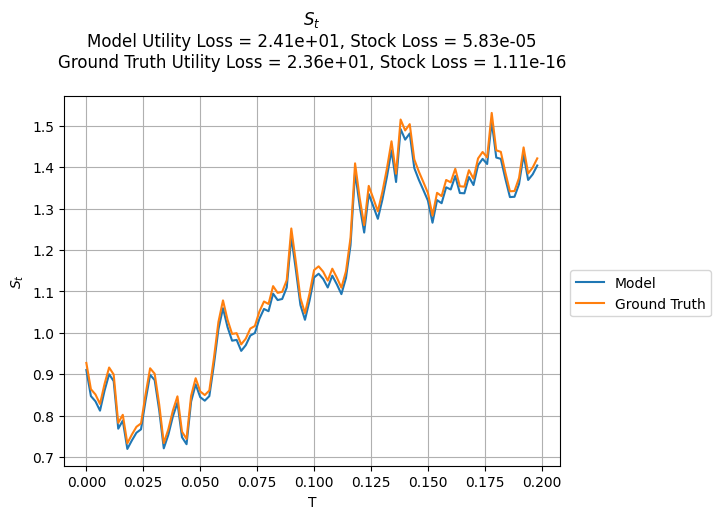 S_t
Model Utility Loss = 2.41e+01, Stock Loss = 5.83e-05
Ground Truth Utility Loss = 2.36e+01, Stock Loss = 1.11e-16
1.5
1.4
1.3
1.2
1.1
1.0
0.9
0.8
0.7
S_t
0.000 0.025 0.050 0.075 0.100 0.125 0.150 0.175 0.200
T
Model
Ground Truth